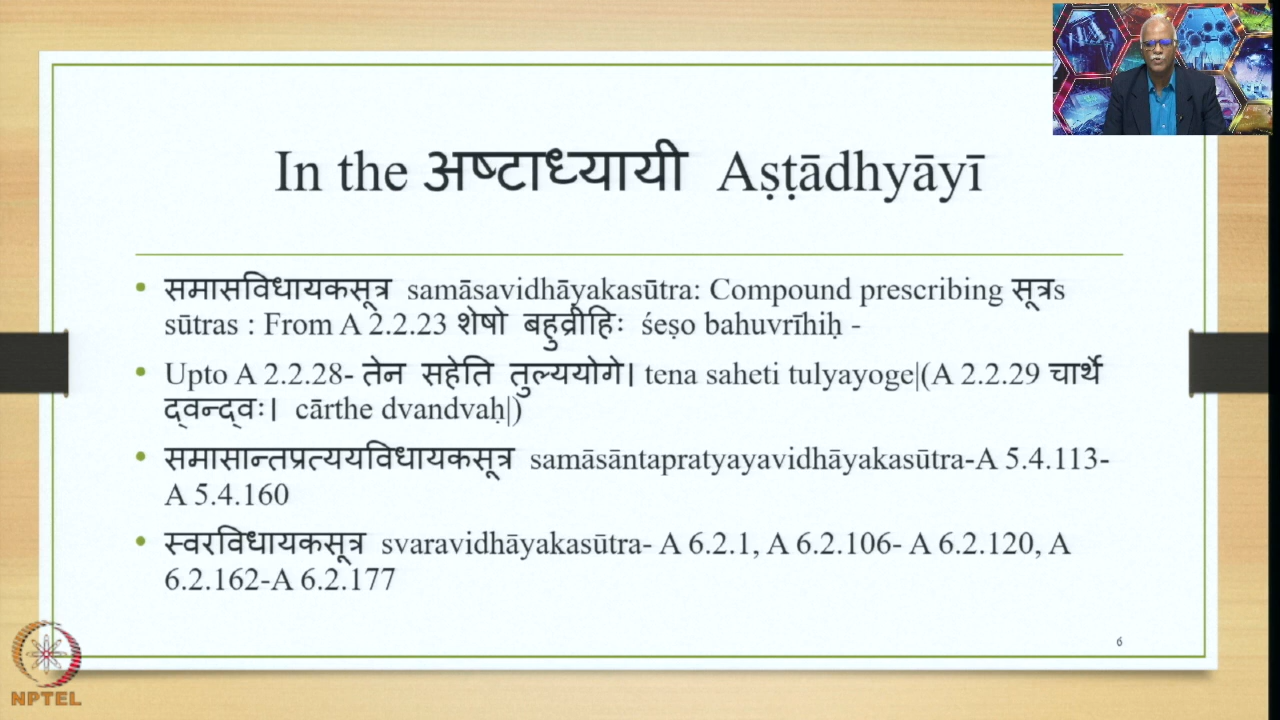 In the अष्टाध्यायी Aṣṭādhyāyī
• समासविधायकसूत्र samāsavidhāyakasūtra: Compound prescribing सूत्रs
sūtras : From A 2.2.23 शेषो बहुव्रीहिः śeṣo bahuvrīhiḥ -
• Upto A 2.2.28- तेन सहेति तुल्ययोगे। tena saheti tulyayoge|(A 2.2.29 चार्थे
द्वन्द्वः। cārthe dvandvaḥ|)
• समासान्तप्रत्ययविधायकसूत्र samāsāntapratyayavidhāyakasūtra-A 5.4.113-
A 5.4.160
• स्वरविधायकसूत्र svaravidhāyakasūtra- A 6.2.1, A 6.2.106- A 6.2.120, A
6.2.162-A 6.2.177
6
NPTEL